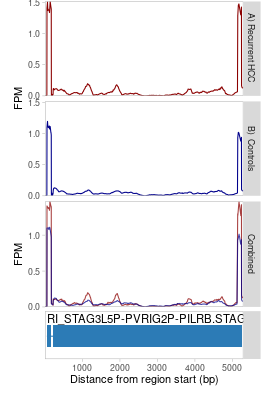 1.5
1.0
0.5
0.0
A) Recurrent HCC
FPM
1.5
1.0
0.5
0.0
B) Controls
1.0
0.5
0.0
Combined
FPM
RI_STAG3L5P-PVRIG2P-PILRB.STAG
1000 2000 3000 4000 5000
Distance from region start (bp)